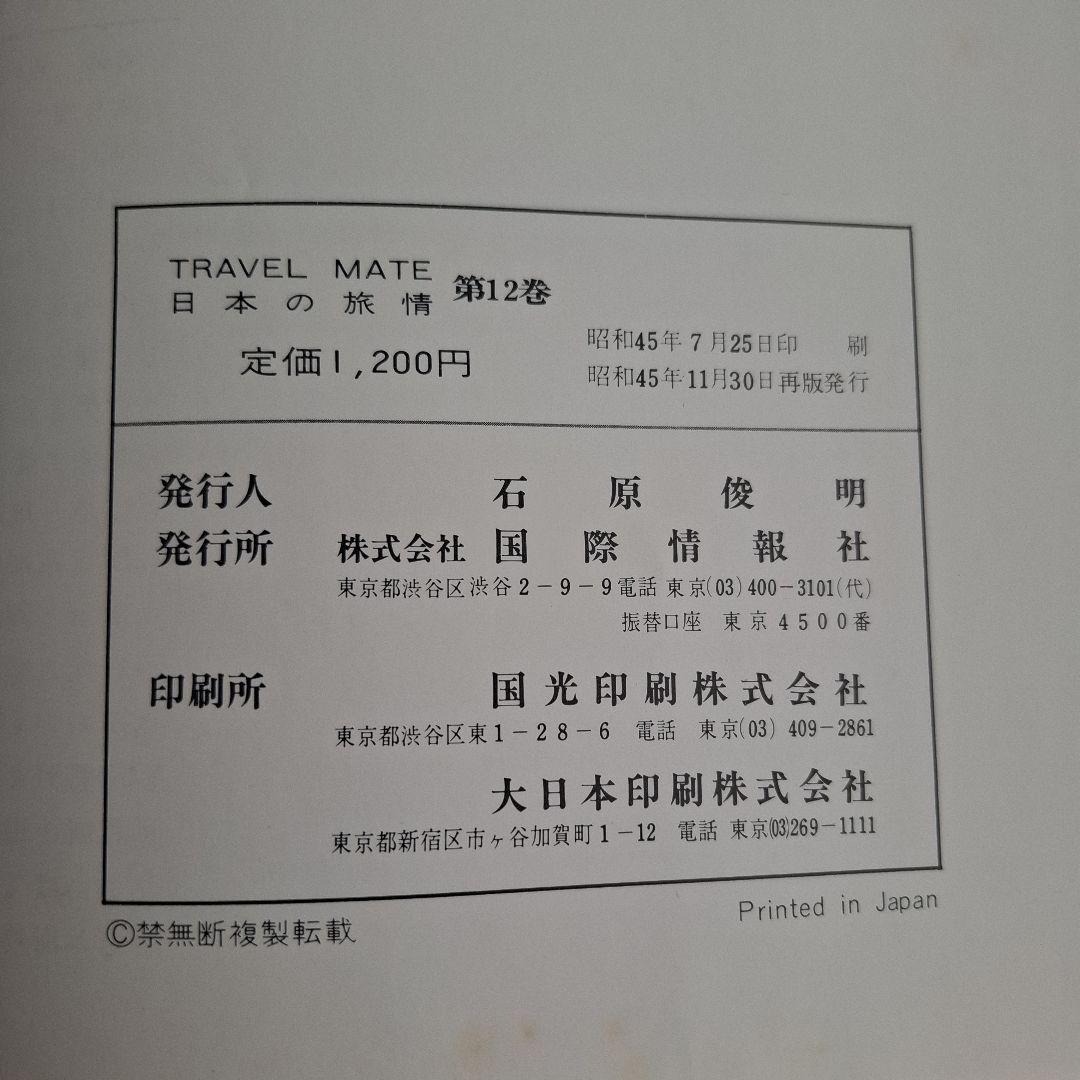 TRAVEL MATE
日本の旅情 第12巻
定価1,200円
昭和45年7月25日印 刷
昭和45年11月30日再版発行
発行人 石原俊明
発行所 株式会社 国際情報社
東京都渋谷区渋谷2-9-9電話 東京(03)400-3101(代)
振替口座 東京4500番
印刷所 国光印刷株式会社
東京都渋谷区東1-28-6 電話 東京(03)409-2861
大日本印刷株式会社
東京都新宿区市ヶ谷加賀町1-12 電話 東京(03)269-1111
Ⓒ禁無断複製転載
Printed in Japan